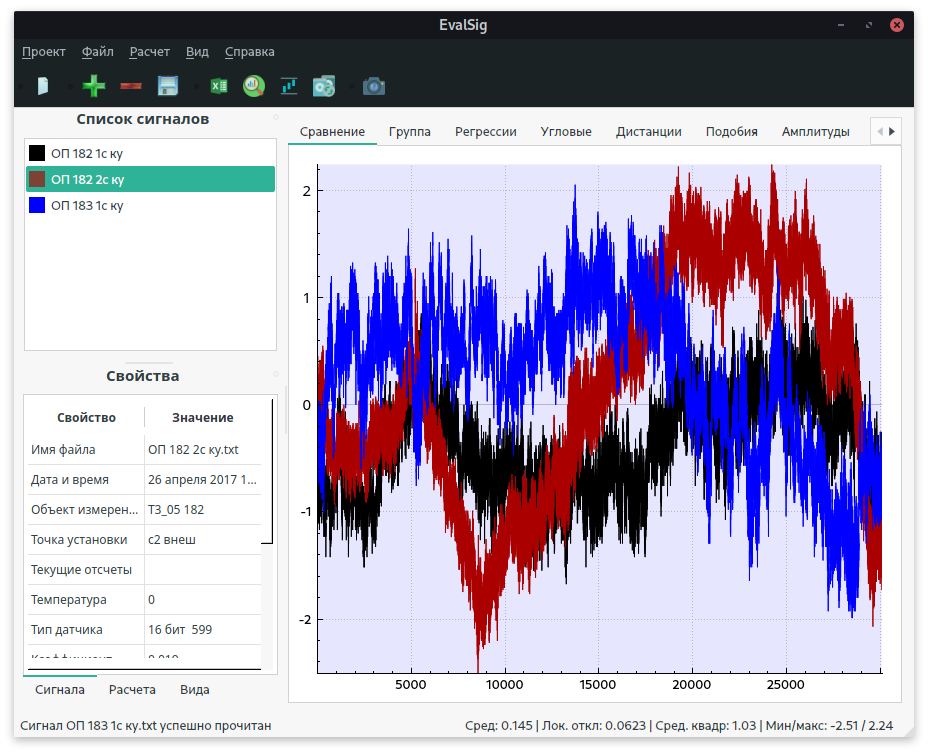 EvalSig
Проект Файл Расчет Вид Справка
Список сигналов
ОП 182 1с ку
ОП 182 2с ку
ОП 183 1с ку
Свойства
Свойство Значение
Имя файла ОП 182 2с ку.txt
Дата и время 26 апреля 2017 1...
Объект измерен... ТЗ_05 182
Точка установки с2 внеш
Текущие отсчеты
Температура 0
Тип датчика 16 бит 599
Сигнала Расчета Вида
Сравнение Группа Регрессии Угловые Дистанции Подобия Амплитуды
2
1
0
-1
-2
5000 10000 15000 20000 25000
Сигнал ОП 183 1с ку.txt успешно прочитан
Сред: 0.145 | Лок. откл: 0.0623 | Сред. квадр: 1.03 | Мин/макс: -2.51 / 2.24